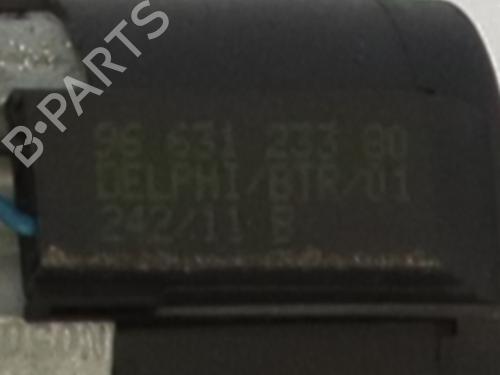 B-PARTS
96 631 233 80
DELPHI/BTR/01
242/11 B